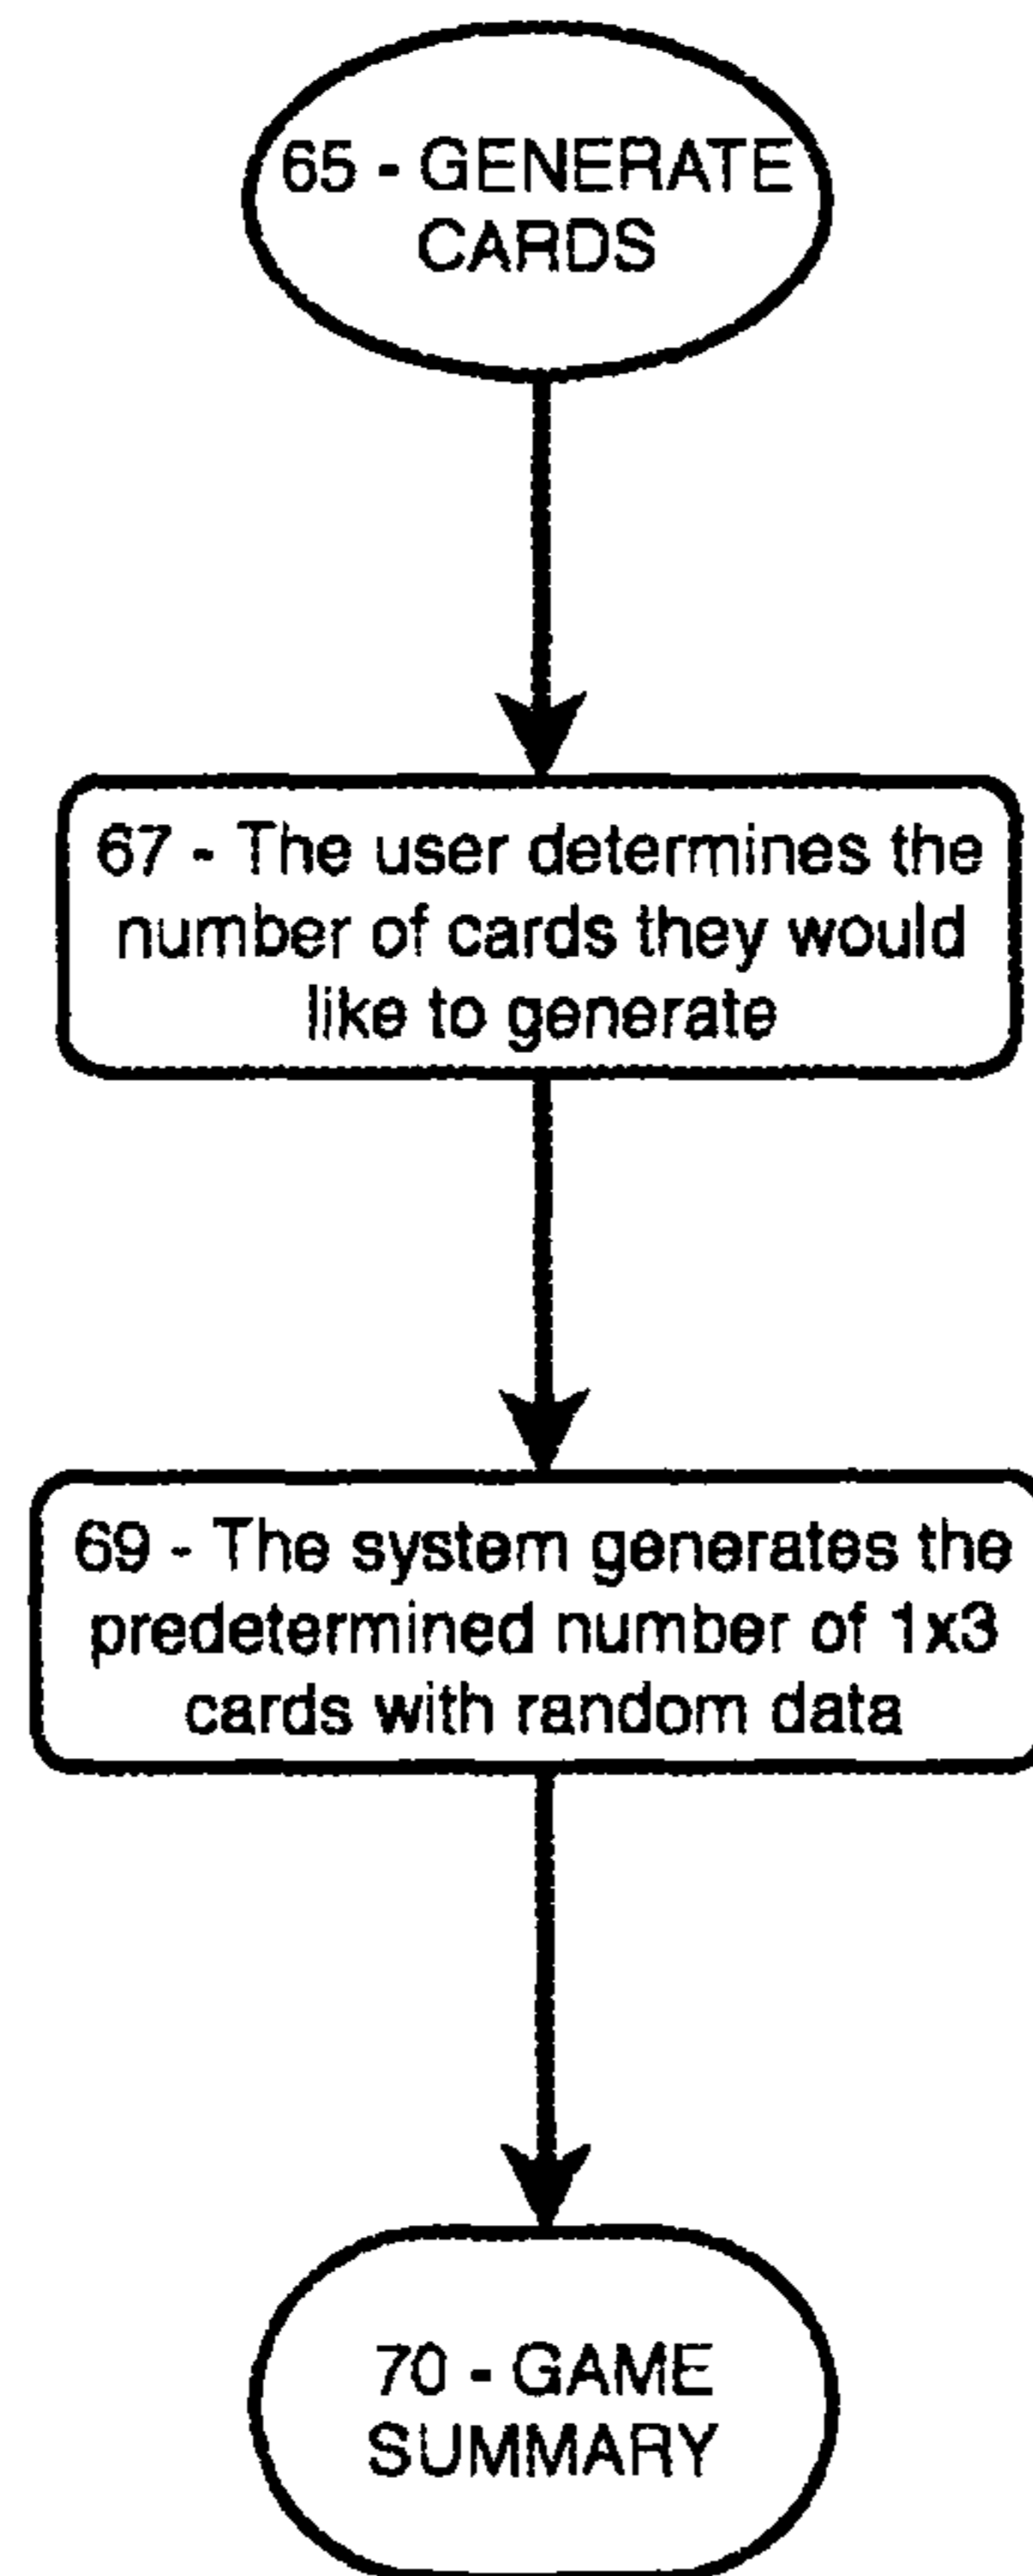 65 - GENERATE
CARDS
67 - The user determines the
number of cards they would
like to generate
69 - The system generates the
predetermined number of 1x3
cards with random data
70 - GAME
SUMMARY